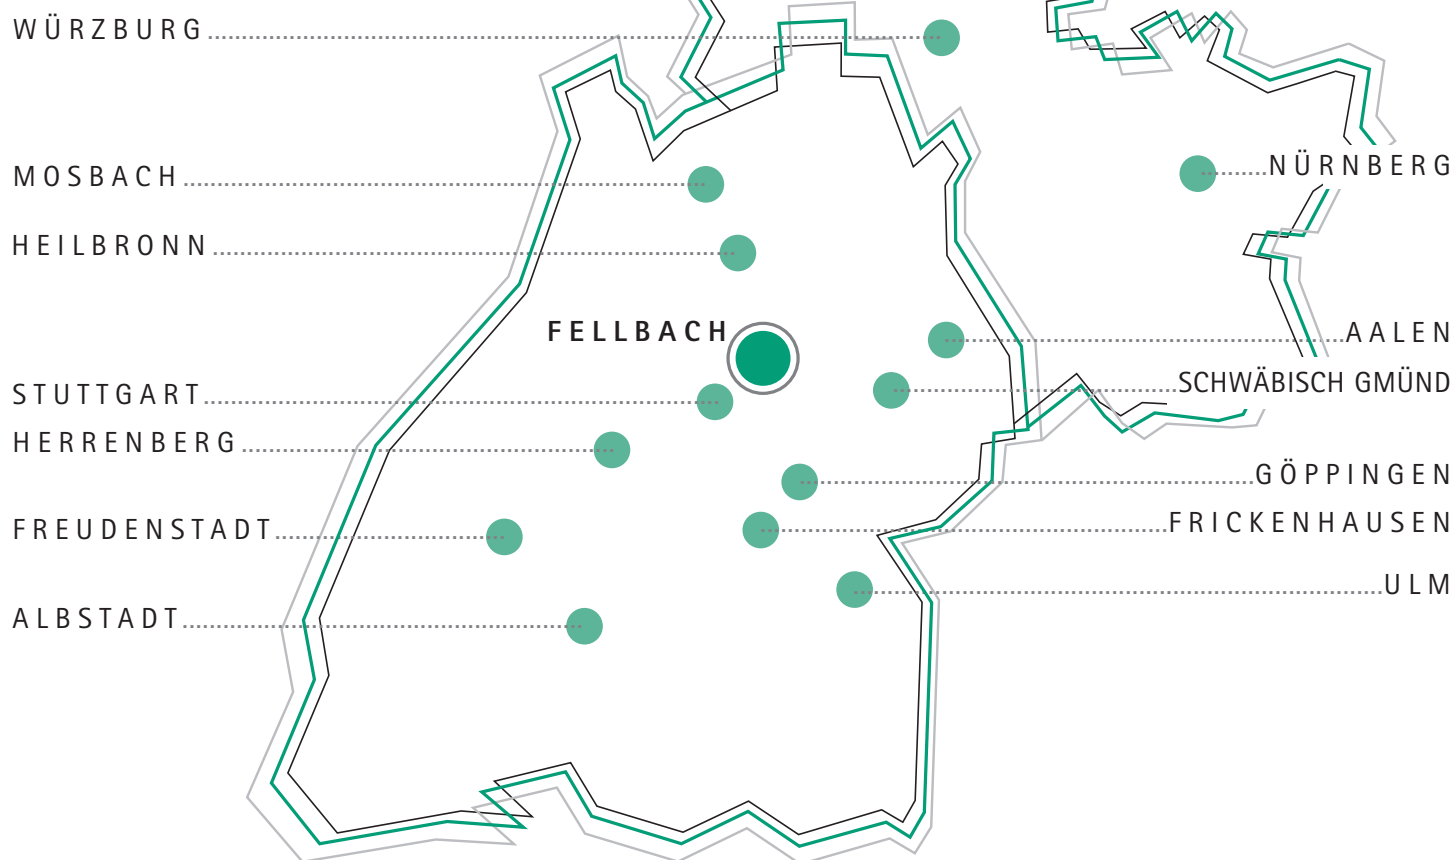 WÜRZBURG
MOSBACH
NÜRNBERG
HEILBRONN
FELLBACH
AALEN
STUTTGART
SCHWÄBISCH GMÜND
HERRENBERG
GÖPPINGEN
FREUDENSTADT
FRICKENHAUSEN
ULM
ALBSTADT